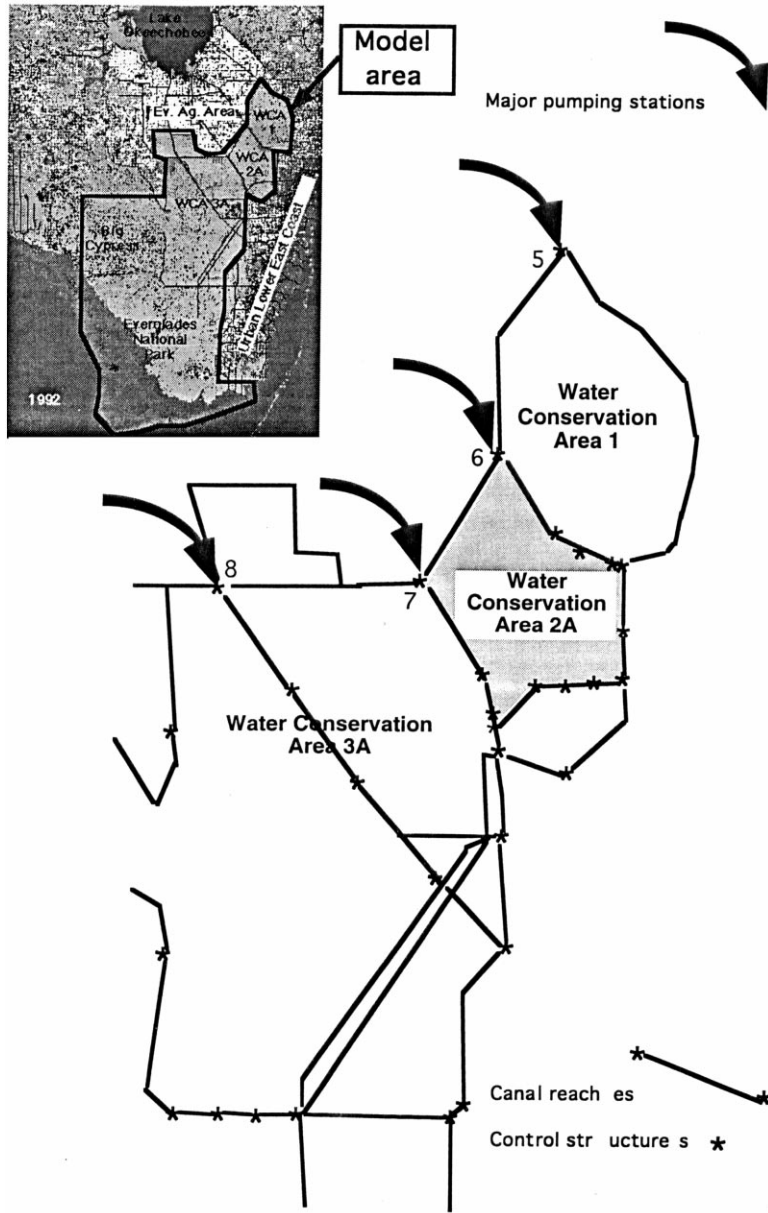 Lake
Okeechobee
Model
area
Ev. Ag. Area
WCA
1
WCA
2A
WCA 3A
Big
Cypress
Urban Lower East Coast
Everglades
National
Park
1992
Major pumping stations
5
Water
Conservation
Area 1
6
8
7
Water
Conservation
Area 2A
Water Conservation
Area 3A
Canal reach es
Control str ucture s *